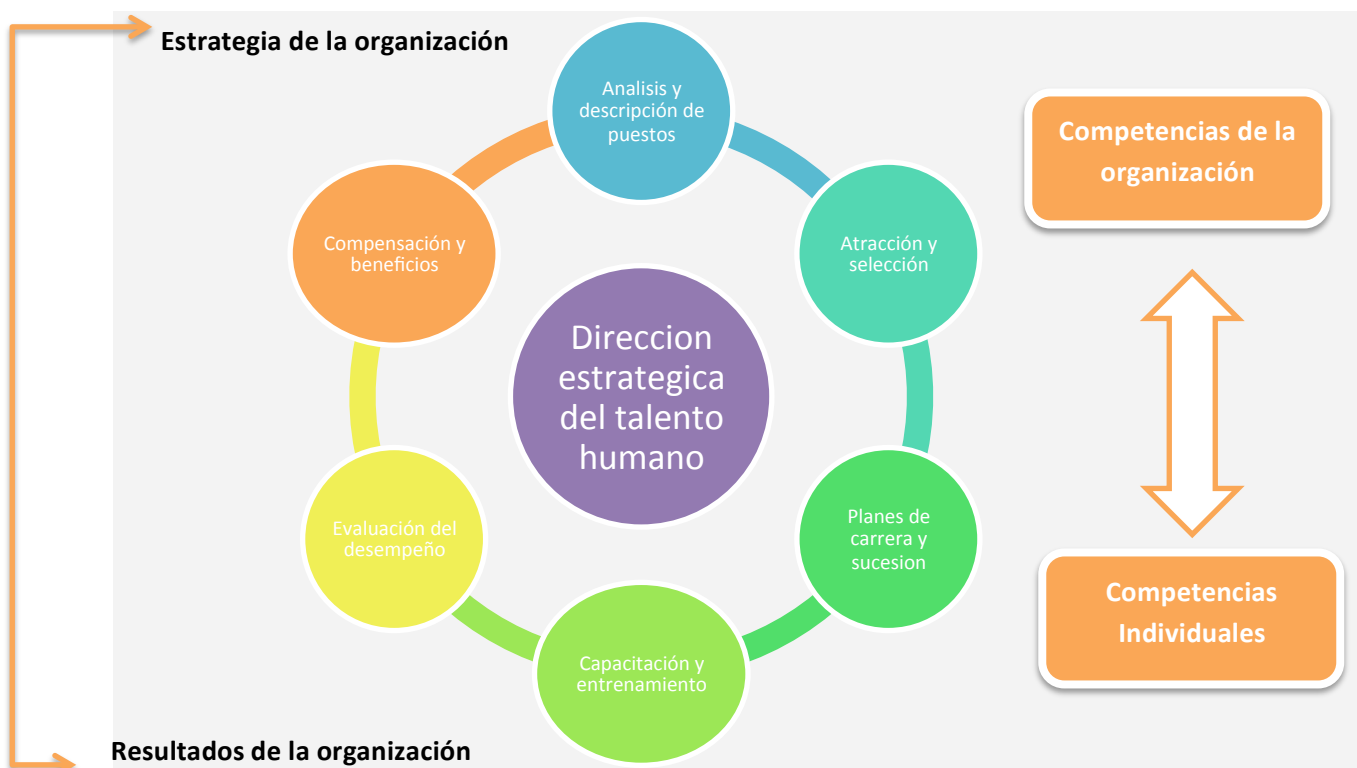 Estrategia de la organización
Analisis y
descripción de
puestos
Competencias de la
organización
Compensación y
beneficios
Atracción y
selección
Direccion
estrategica
del talento
humano
Evaluación del
desempeño
Planes de
carrera y
sucesion
Competencias
Individuales
Capacitación y
entrenamiento
Resultados de la organización